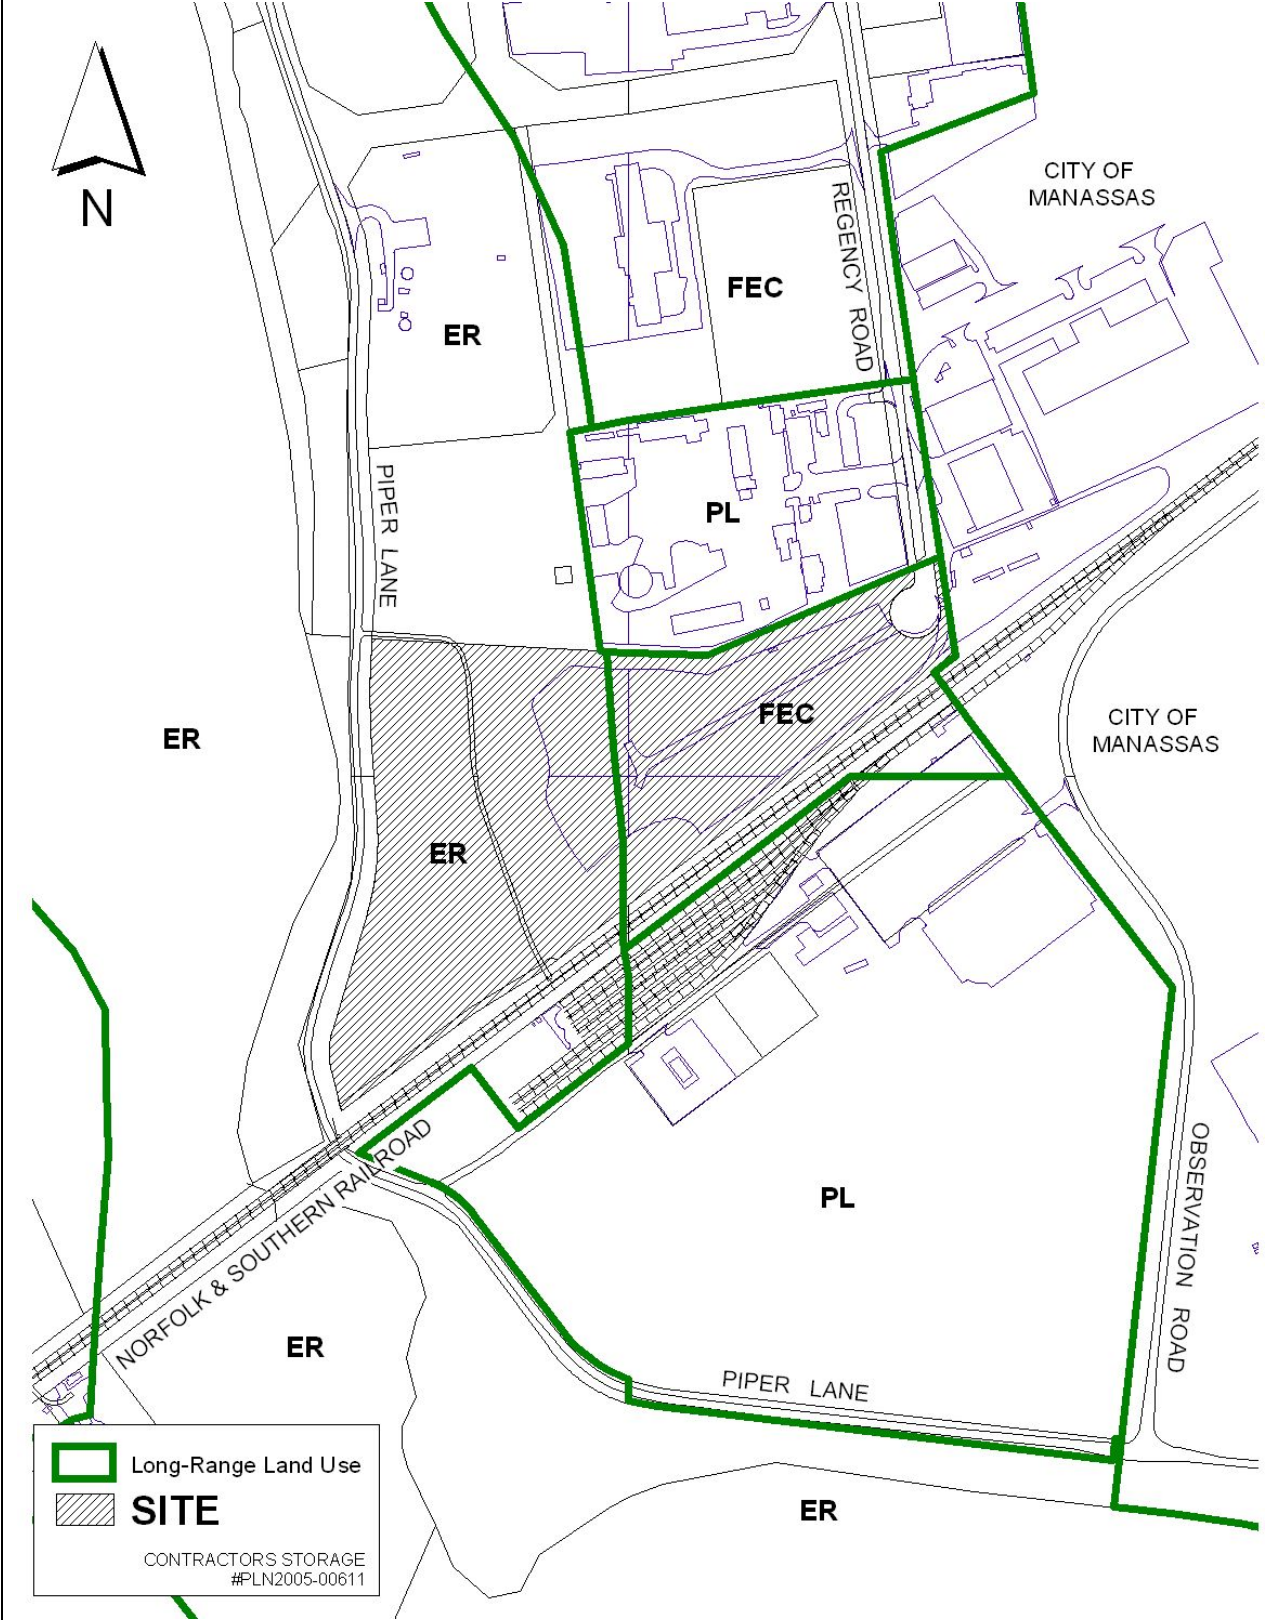 N
CITY OF
MANASSAS
REGENCY ROAD
FEC
ER
PIPER LANE
PL
FEC
ER
CITY OF
MANASSAS
ER
NORFOLK & SOUTHERN RAILROAD
OBSERVATION ROAD
PL
ER
PIPER LANE
ER
Long-Range Land Use
SITE
CONTRACTORS STORAGE
#PLN2005-00611